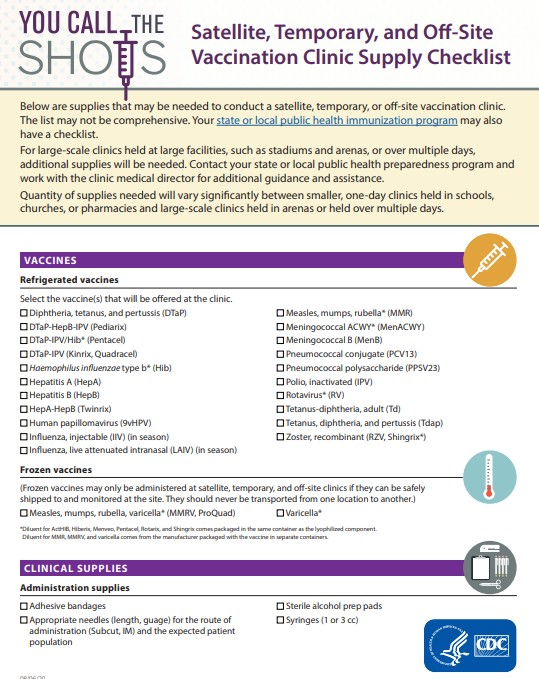 YOU CALL THE
SHOTS
Satellite, Temporary, and Off-Site
Vaccination Clinic Supply Checklist
Below are supplies that may be needed to conduct a satellite, temporary, or off-site vaccination clinic.
The list may not be comprehensive. Your state or local public health immunization program may also
have a checklist.
For large-scale clinics held at large facilities, such as stadiums and arenas, or over multiple days,
additional supplies will be needed. Contact your state or local public health preparedness program and
work with the clinic medical director for additional guidance and assistance.
Quantity of supplies needed will vary significantly between smaller, one-day clinics held in schools,
churches, or pharmacies and large-scale clinics held in arenas or held over multiple days.
VACCINES
Refrigerated vaccines
Select the vaccine(s) that will be offered at the clinic.
Diphtheria, tetanus, and pertussis (DTaP)
DTaP-HepB-IPV (Pediarix)
DTaP-IPV/Hib* (Pentacel)
DTaP-IPV (Kinrix, Quadracel)
Haemophilus influenzae type b* (Hib)
Hepatitis A (HepA)
Hepatitis B (HepB)
HepA-HepB (Twinrix)
Human papillomavirus (9vHPV)
Influenza, injectable (IIV) (in season)
Influenza, live attenuated intranasal (LAIV) (in season)
Measles, mumps, rubella* (MMR)
Meningococcal ACWY* (MenACWY)
Meningococcal B (MenB)
Pneumococcal conjugate (PCV13)
Pneumococcal polysaccharide (PPSV23)
Polio, inactivated (IPV)
Rotavirus* (RV)
Tetanus-diphtheria, adult (Td)
Tetanus, diphtheria, and pertussis (Tdap)
Zoster, recombinant (RZV, Shingrix*)
Frozen vaccines
(Frozen vaccines may only be administered at satellite, temporary, and off-site clinics if they can be safely
shipped to and monitored at the site. They should never be transported from one location to another.)
Measles, mumps, rubella, varicella* (MMRV, ProQuad)
Varicella*
*Diluent for ActHIB, Hiberix, Menveo, Pentacel, Rotarix, and Shingrix comes packaged in the same container as the lyophilized component.
Diluent for MMR, MMRV, and varicella comes from the manufacturer packaged with the vaccine in separate containers.
CLINICAL SUPPLIES
Administration supplies
Adhesive bandages
Appropriate needles (length, guage) for the route of
administration (Subcut, IM) and the expected patient
population
Sterile alcohol prep pads
Syringes (1 or 3 cc)
CDC